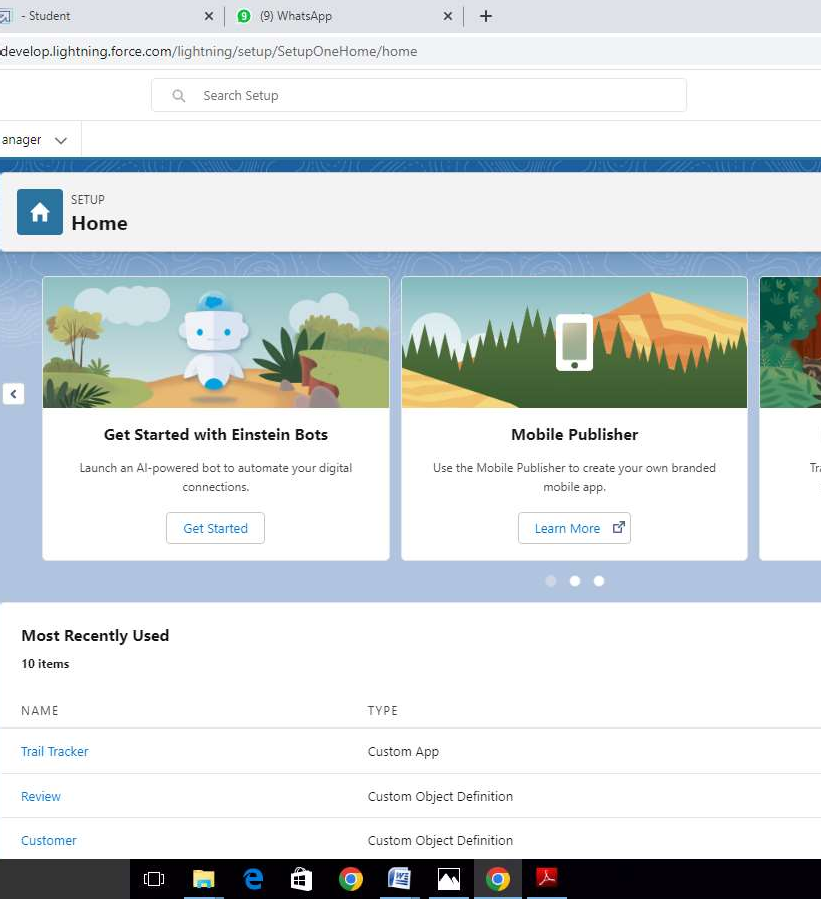 - Student
9 (9) WhatsApp
develop.lightning.force.com/lightning/setup/SetupOneHome/home
Search Setup
anager
SETUP
Home
Get Started with Einstein Bots
Launch an AI-powered bot to automate your digital
connections.
Get Started
Mobile Publisher
Use the Mobile Publisher to create your own branded
mobile app.
Learn More
Most Recently Used
10 items
NAME TYPE
Trail Tracker Custom App
Review Custom Object Definition
Customer Custom Object Definition